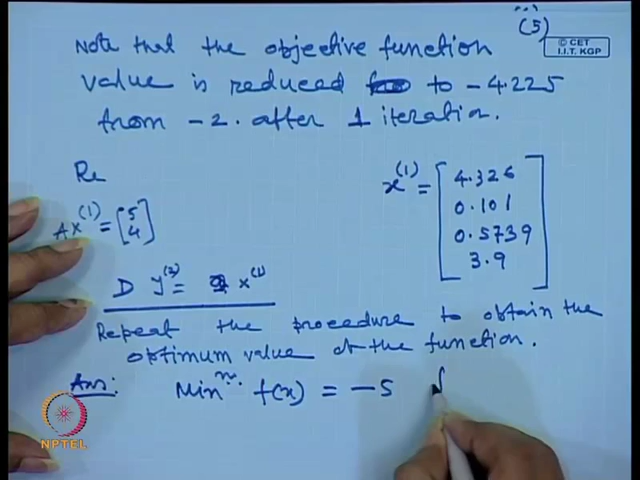 (5)
© CET
I.I.T. KGP
Note that the objective function
value is reduced to -4.225
from -2. after 1 iteration.
Re
x^(1) = [4.326
0.101
0.5739
3.9]
Ax^(1) = [5
4]
D y^(2) = x^(1)
Repeat the procedure to obtain the
optimum value of the function.
Ans: Min^m. f(x) = -5
NPTEL